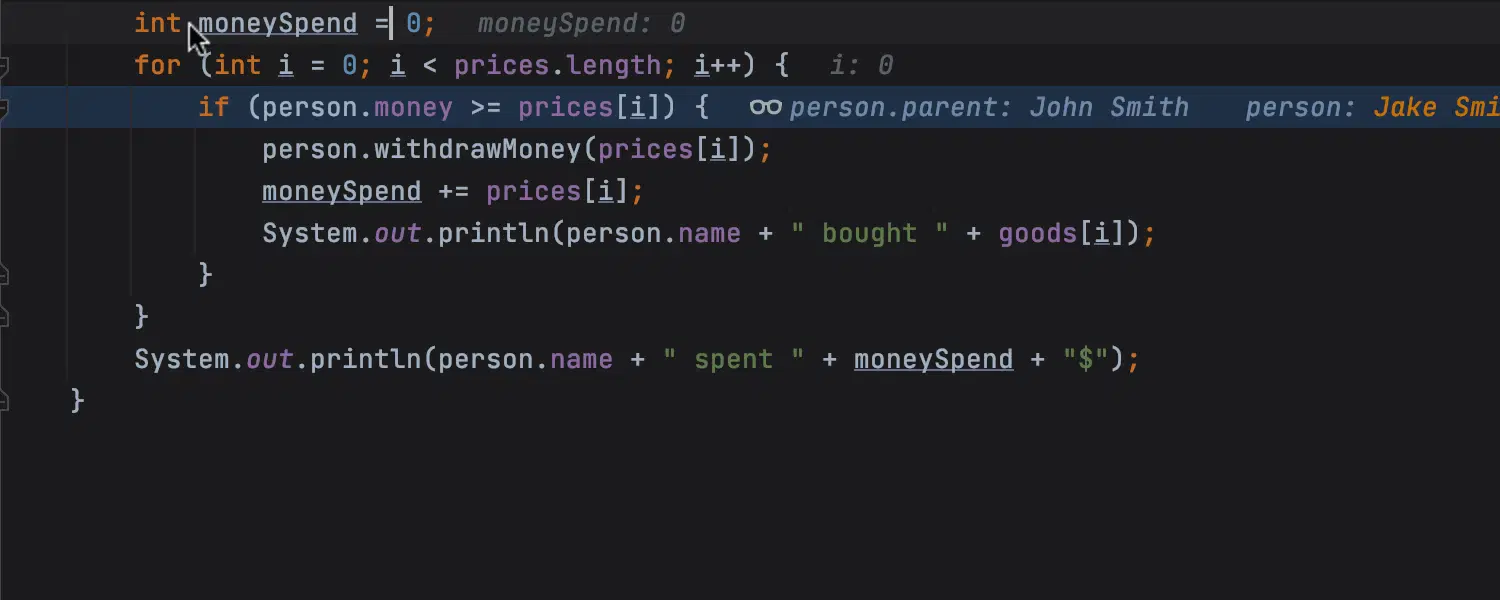 int moneySpend = 0;   moneySpend: 0
for (int i = 0; i < prices.length; i++) {   i: 0
if (person.money >= prices[i]) {   person.parent: John Smith   person: Jake Smi
person.withdrawMoney(prices[i]);
moneySpend += prices[i];
System.out.println(person.name + " bought " + goods[i]);
}
}
System.out.println(person.name + " spent " + moneySpend + "$");
}